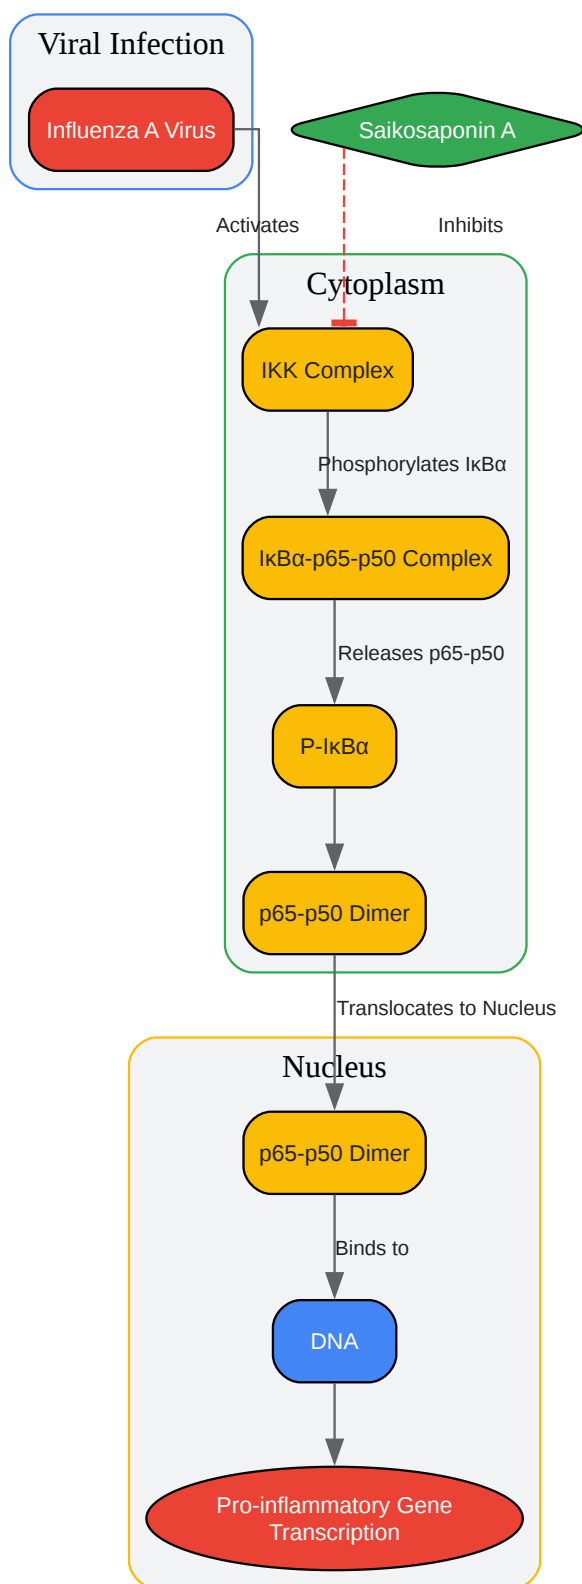 Viral Infection
Influenza A Virus
Saikosaponin A
Activates
Inhibits
Cytoplasm
IKK Complex
Phosphorylates IκBα
IκBα-p65-p50 Complex
Releases p65-p50
P-IκBα
p65-p50 Dimer
Translocates to Nucleus
Nucleus
p65-p50 Dimer
Binds to
DNA
Pro-inflammatory Gene
Transcription